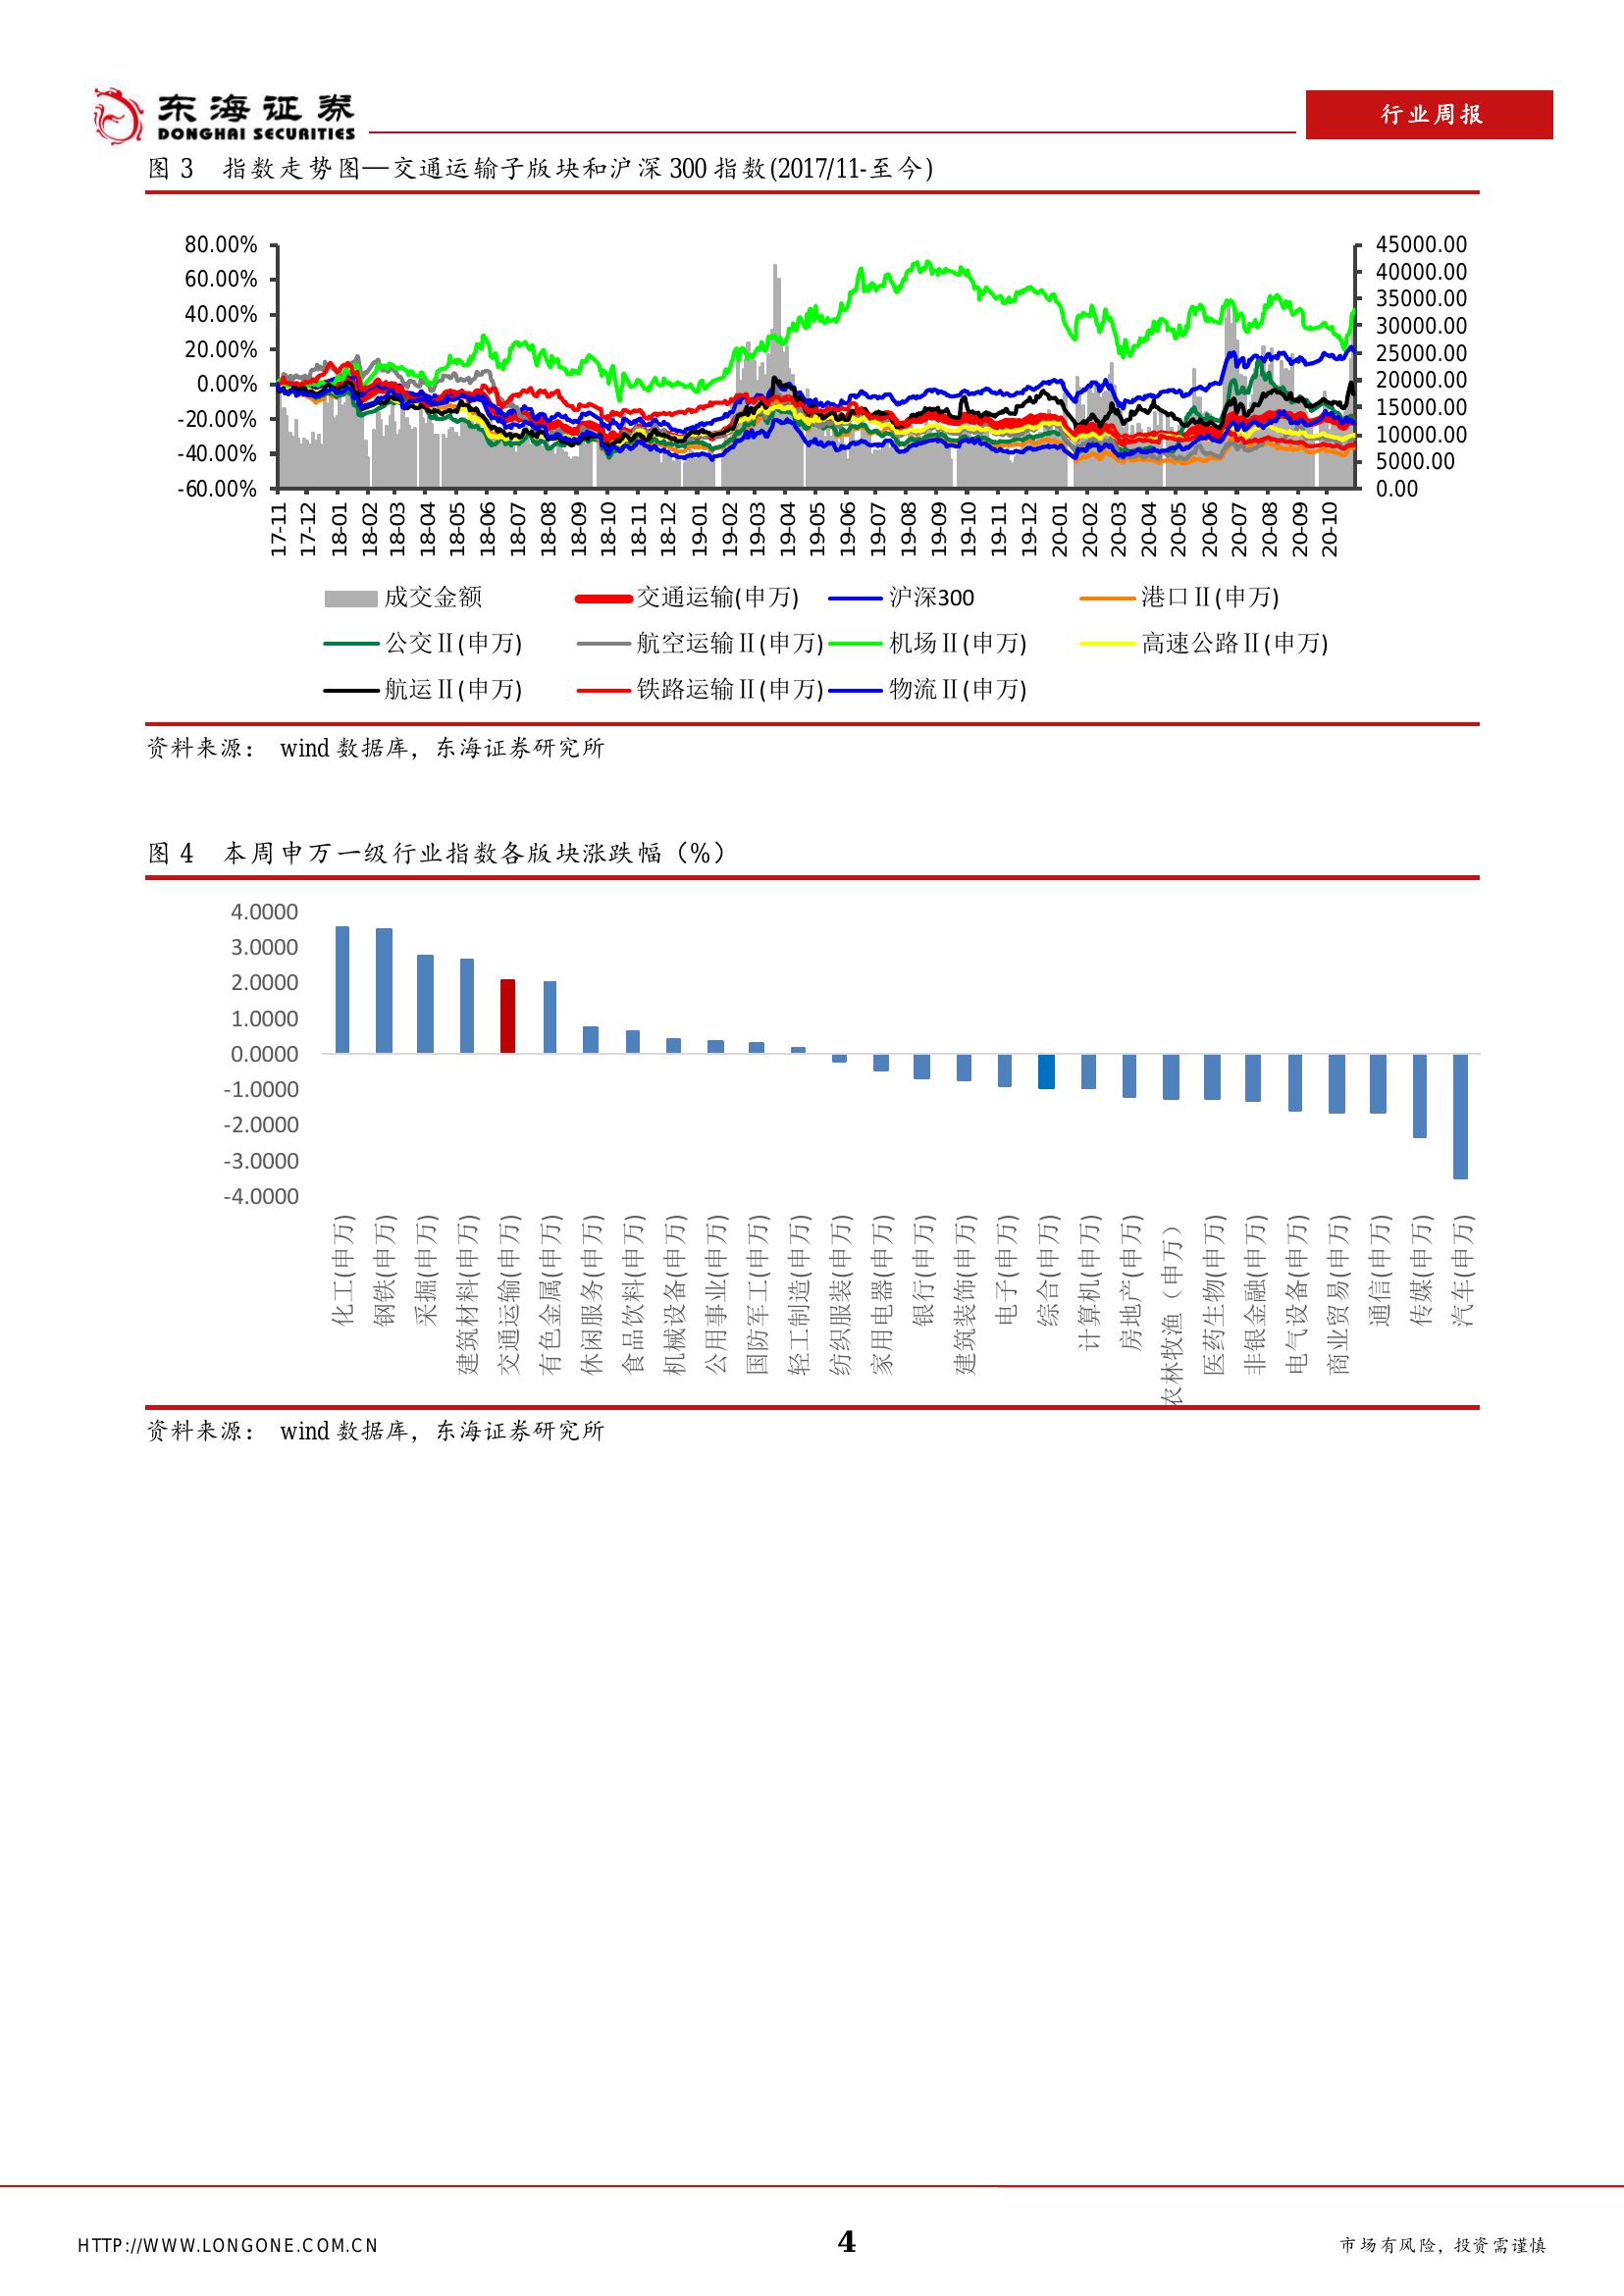 东海证券
DONGHAI SECURITIES
行业周报
图 3 指数走势图—交通运输子版块和沪深 300 指数(2017/11-至今)
80.00%
60.00%
40.00%
20.00%
0.00%
-20.00%
-40.00%
-60.00%
45000.00
40000.00
35000.00
30000.00
25000.00
20000.00
15000.00
10000.00
5000.00
0.00
17-11
17-12
18-01
18-02
18-03
18-04
18-05
18-06
18-07
18-08
18-09
18-10
18-11
18-12
19-01
19-02
19-03
19-04
19-05
19-06
19-07
19-08
19-09
19-10
19-11
19-12
20-01
20-02
20-03
20-04
20-05
20-06
20-07
20-08
20-09
20-10
成交金额 交通运输(申万) 沪深300 港口Ⅱ(申万)
公交Ⅱ(申万) 航空运输Ⅱ(申万) 机场Ⅱ(申万) 高速公路Ⅱ(申万)
航运Ⅱ(申万) 铁路运输Ⅱ(申万) 物流Ⅱ(申万)
资料来源： wind 数据库，东海证券研究所
图 4 本周申万一级行业指数各版块涨跌幅（%）
4.0000
3.0000
2.0000
1.0000
0.0000
-1.0000
-2.0000
-3.0000
-4.0000
化工(申万)
钢铁(申万)
采掘(申万)
建筑材料(申万)
交通运输(申万)
有色金属(申万)
休闲服务(申万)
食品饮料(申万)
机械设备(申万)
公用事业(申万)
国防军工(申万)
轻工制造(申万)
纺织服装(申万)
家用电器(申万)
银行(申万)
建筑装饰(申万)
电子(申万)
综合(申万)
计算机(申万)
房地产(申万)
农林牧渔（申万）
医药生物(申万)
非银金融(申万)
电气设备(申万)
商业贸易(申万)
通信(申万)
传媒(申万)
汽车(申万)
资料来源： wind 数据库，东海证券研究所
HTTP://WWW.LONGONE.COM.CN
4
市场有风险，投资需谨慎